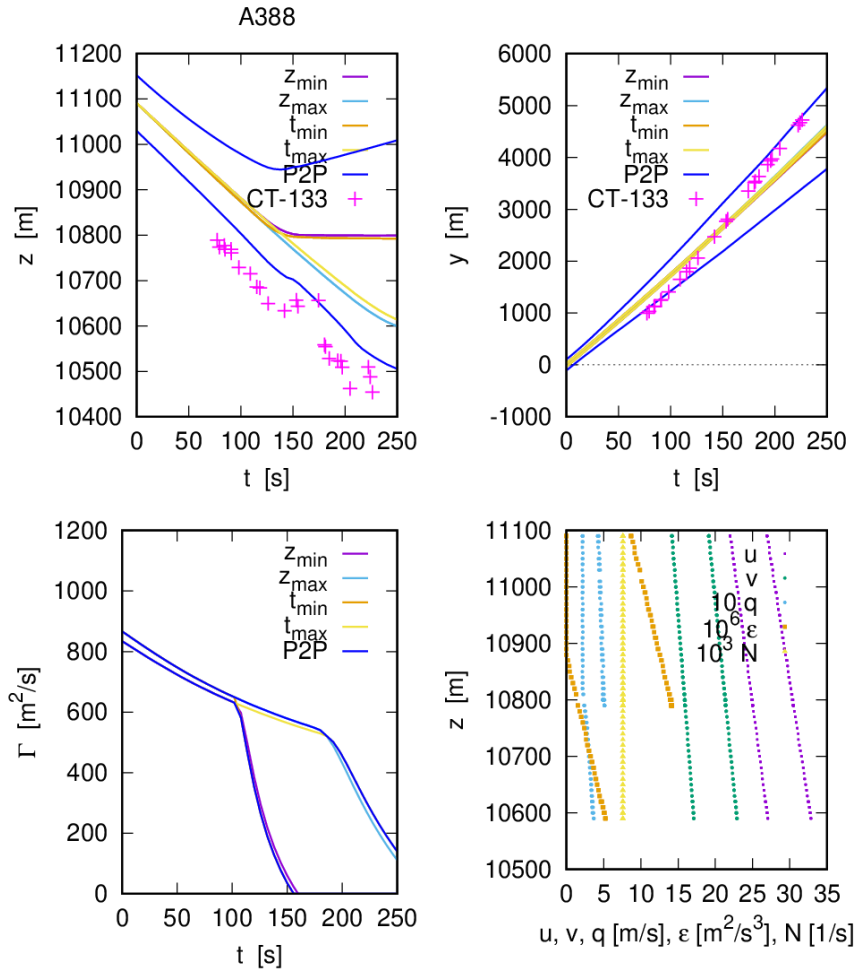 A388
11200
11100
11000
10900
10800
10700
10600
10500
10400
0 50 100 150 200 250
z [m]
t [s]
z_min
z_max
t_min
t_max
P2P
CT-133
6000
5000
4000
3000
2000
1000
0
-1000
0 50 100 150 200 250
y [m]
t [s]
z_min
z_max
t_min
t_max
P2P
CT-133
1200
1000
800
600
400
200
0
0 50 100 150 200 250
Γ [m²/s]
t [s]
z_min
z_max
t_min
t_max
P2P
11100
11000
10900
10800
10700
10600
10500
0 5 10 15 20 25 30 35
z [m]
u, v, q [m/s], ε [m²/s³], N [1/s]
u
v
10 q
10⁶ ε
10³ N